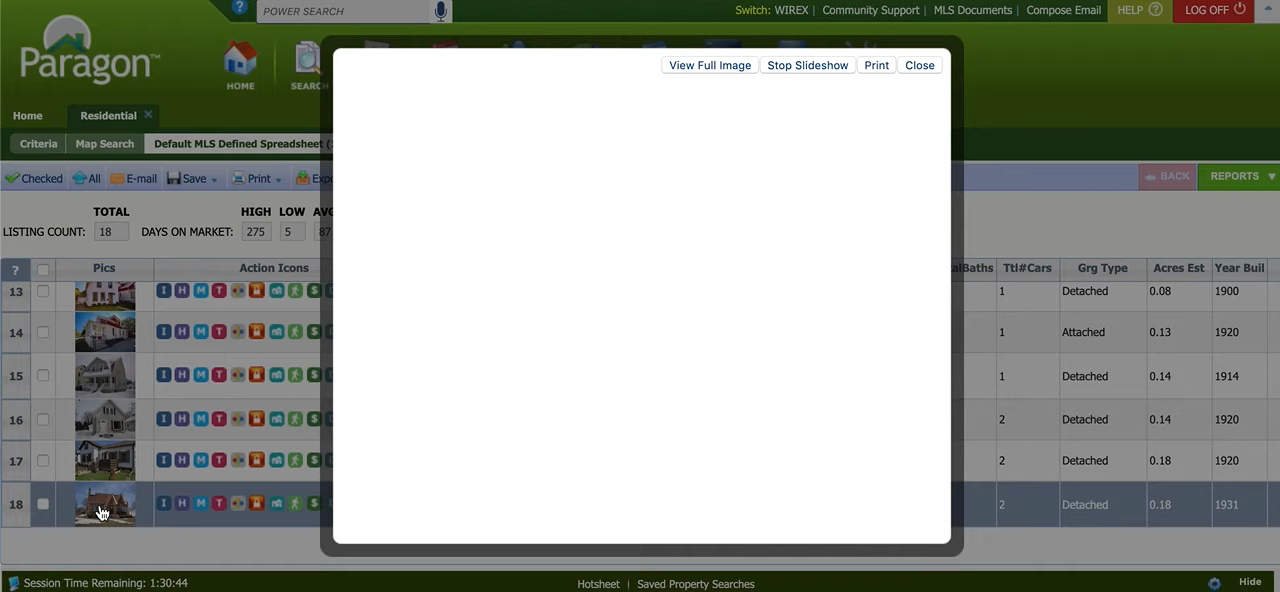 POWER SEARCH
Switch: WIREX | Community Support | MLS Documents | Compose Email
HELP ?
LOG OFF
Paragon™
HOME
SEARCH
View Full Image
Stop Slideshow
Print
Close
Home
Residential
Criteria
Map Search
Default MLS Defined Spreadsheet
Checked
All
E-mail
Save
Print
BACK
REPORTS
TOTAL HIGH LOW
LISTING COUNT: 18 DAYS ON MARKET: 275 5 87
? Pics Action Icons Ttl#Cars Grg Type Acres Est Year Buil
13 I H M T $ 1 Detached 0.08 1900
14 I H M T $ 1 Attached 0.13 1920
15 I H M T $ 1 Detached 0.14 1914
16 I H M T $ 2 Detached 0.14 1920
17 I H M T $ 2 Detached 0.18 1920
18 I H M T $ 2 Detached 0.18 1931
Session Time Remaining: 1:30:44
Hotsheet | Saved Property Searches
Hide